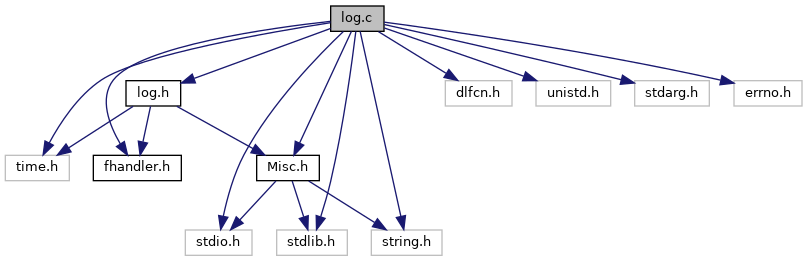 log.c
log.h
dlfcn.h
unistd.h
stdarg.h
errno.h
time.h
fhandler.h
Misc.h
stdio.h
stdlib.h
string.h